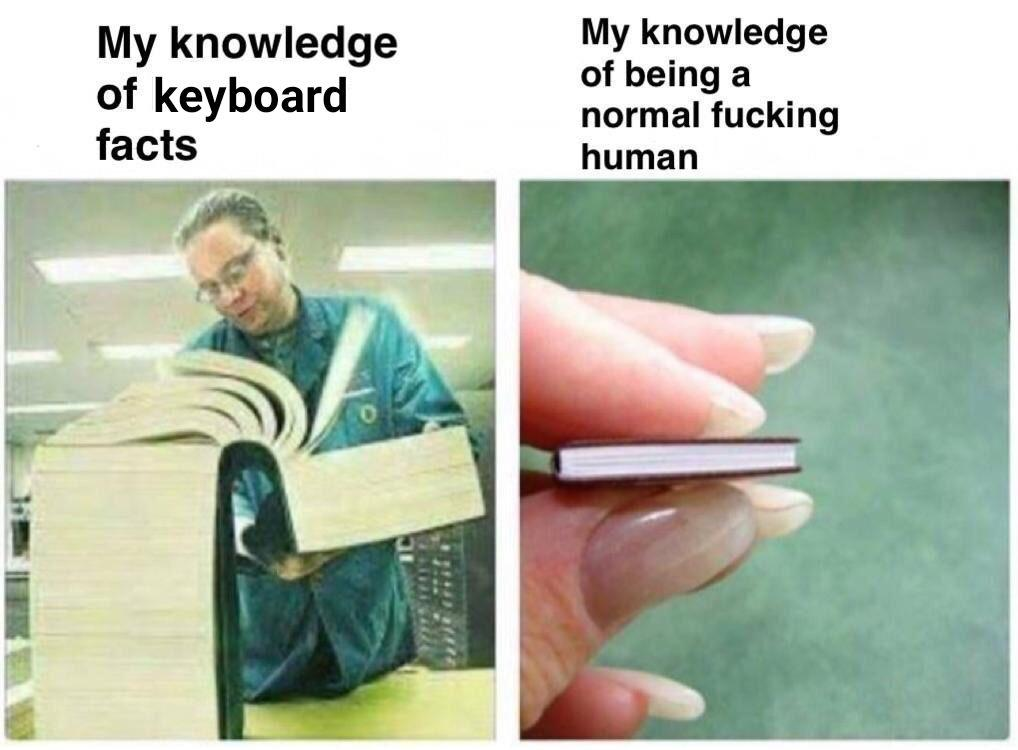 My knowledge
of keyboard
facts
My knowledge
of being a
normal fucking
human